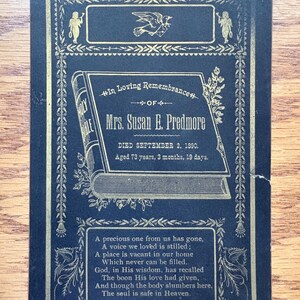 In Loving Remembrance
OF
Mrs. Susan E. Predmore
DIED SEPTEMBER 2, 1890.
Aged 73 years, 3 months, 19 days.
A precious one from us has gone,
A voice we loved is stilled;
A place is vacant in our home
Which never can be filled.
God, in His wisdom, has recalled
The boon His love had given,
And though the body slumbers here,
The soul is safe in Heaven.